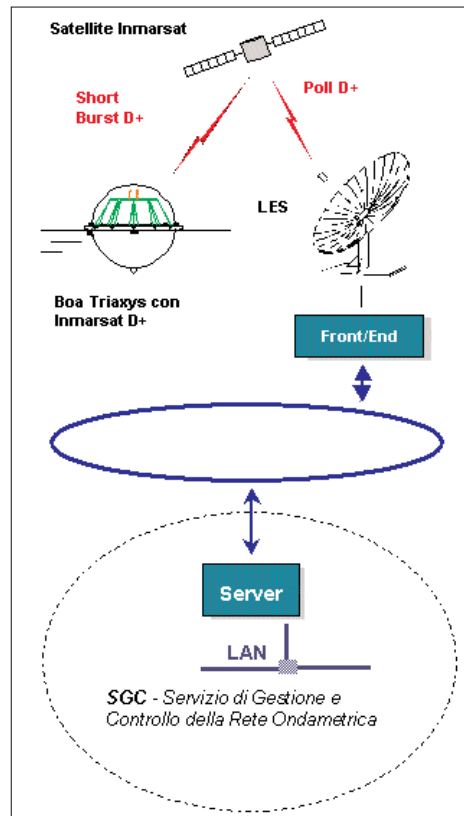 Satellite Inmarsat
Short
Burst D+
Poll D+
LES
Boa Triaxys con
Inmarsat D+
Front/End
Server
LAN
SGC - Servizio di Gestione e
Controllo della Rete Ondametrica